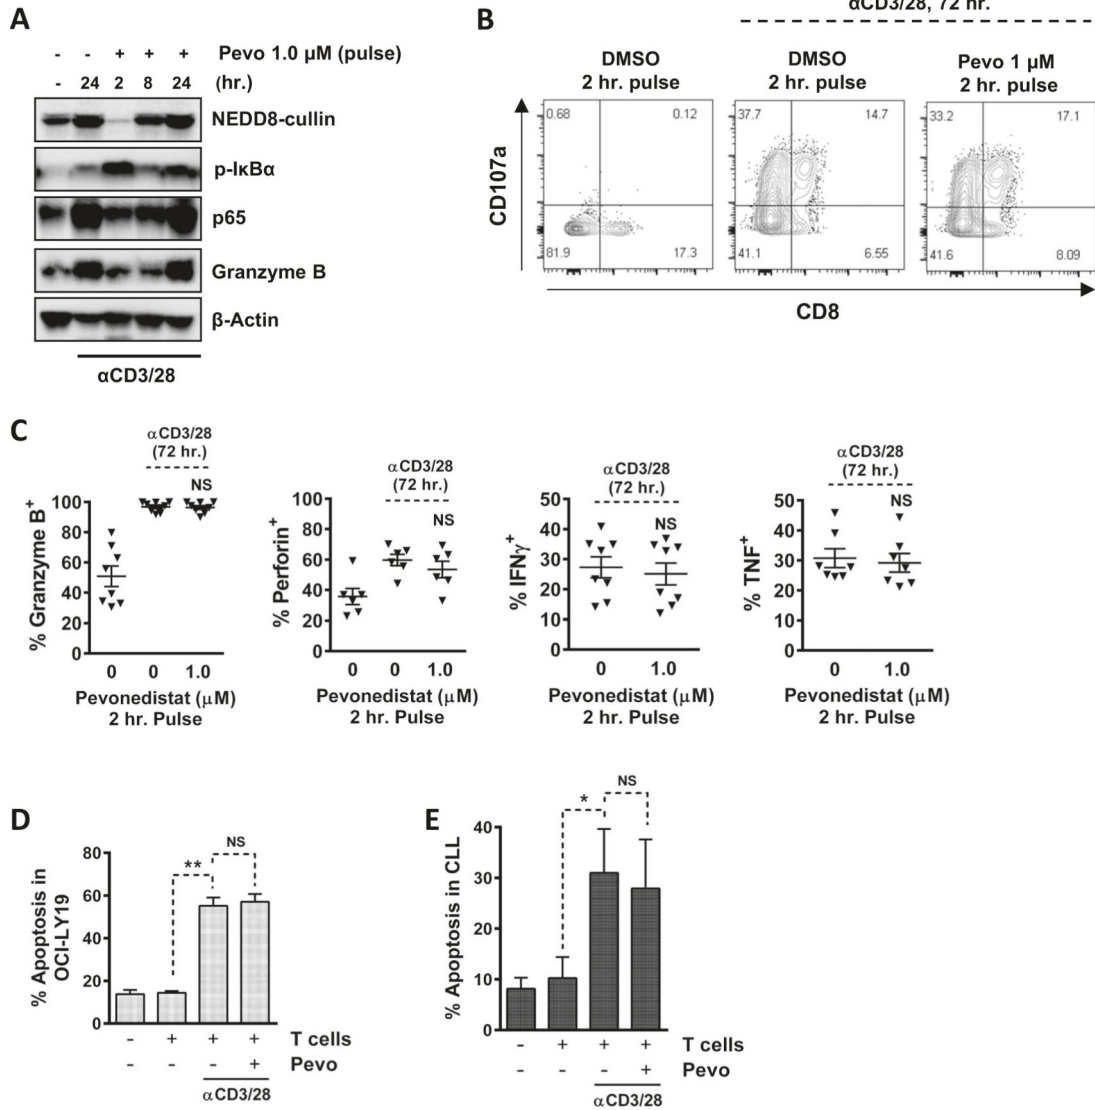 A
- - + + + Pevo 1.0 μM (pulse)
- 24 2 8 24 (hr.)
NEDD8-cullin
p-IκBα
p65
Granzyme B
β-Actin
αCD3/28
B
αCD3/28, 72 hr.
DMSO
2 hr. pulse
DMSO
2 hr. pulse
Pevo 1 μM
2 hr. pulse
CD107a
0.68 0.12
81.9 17.3
37.7 14.7
41.1 6.55
33.2 17.1
41.6 8.09
CD8
C
αCD3/28
(72 hr.)
NS
% Granzyme B+
100
80
60
40
20
0
0 0 1.0
Pevonedistat (μM)
2 hr. Pulse
αCD3/28
(72 hr.)
NS
% Perforin+
100
80
60
40
20
0
0 0 1.0
Pevonedistat (μM)
2 hr. Pulse
αCD3/28
(72 hr.)
NS
% IFNγ+
50
40
30
20
10
0
0 1.0
Pevonedistat (μM)
2 hr. Pulse
αCD3/28
(72 hr.)
NS
% TNF+
50
40
30
20
10
0
0 1.0
Pevonedistat (μM)
2 hr. Pulse
D
% Apoptosis in
OCI-LY19
80
60
40
20
0
**
NS
- + + + T cells
- - - + Pevo
αCD3/28
E
% Apoptosis in CLL
40
30
20
10
0
*
NS
- + + + T cells
- - - + Pevo
αCD3/28